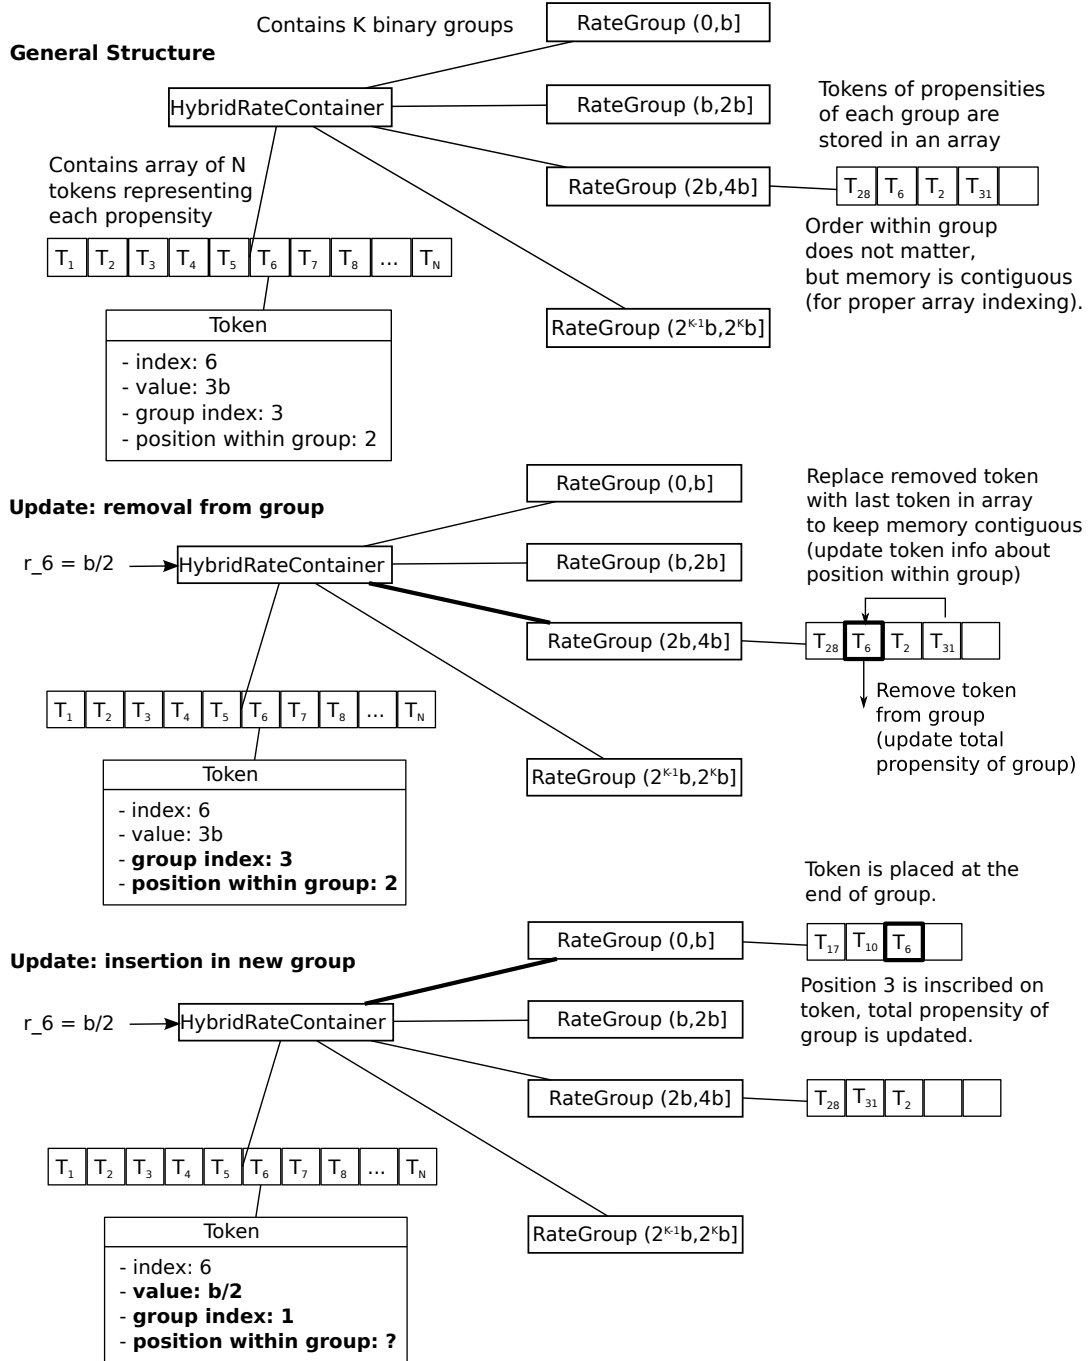 Contains K binary groups
RateGroup (0,b]
General Structure
HybridRateContainer
RateGroup (b,2b]
Tokens of propensities
of each group are
stored in an array
Contains array of N
tokens representing
each propensity
RateGroup (2b,4b]
T28 T6 T2 T31
Order within group
does not matter,
but memory is contiguous
(for proper array indexing).
T1 T2 T3 T4 T5 T6 T7 T8 ... TN
RateGroup (2^K-1b,2^Kb]
Token
- index: 6
- value: 3b
- group index: 3
- position within group: 2
Update: removal from group
RateGroup (0,b]
Replace removed token
with last token in array
to keep memory contiguous
(update token info about
position within group)
r_6 = b/2
HybridRateContainer
RateGroup (b,2b]
RateGroup (2b,4b]
T28 T6 T2 T31
Remove token
from group
(update total
propensity of group)
T1 T2 T3 T4 T5 T6 T7 T8 ... TN
RateGroup (2^K-1b,2^Kb]
Token
- index: 6
- value: 3b
- group index: 3
- position within group: 2
Token is placed at the
end of group.
Update: insertion in new group
RateGroup (0,b]
T17 T10 T6
Position 3 is inscribed on
token, total propensity of
group is updated.
r_6 = b/2
HybridRateContainer
RateGroup (b,2b]
RateGroup (2b,4b]
T28 T31 T2
T1 T2 T3 T4 T5 T6 T7 T8 ... TN
RateGroup (2^K-1b,2^Kb]
Token
- index: 6
- value: b/2
- group index: 1
- position within group: ?